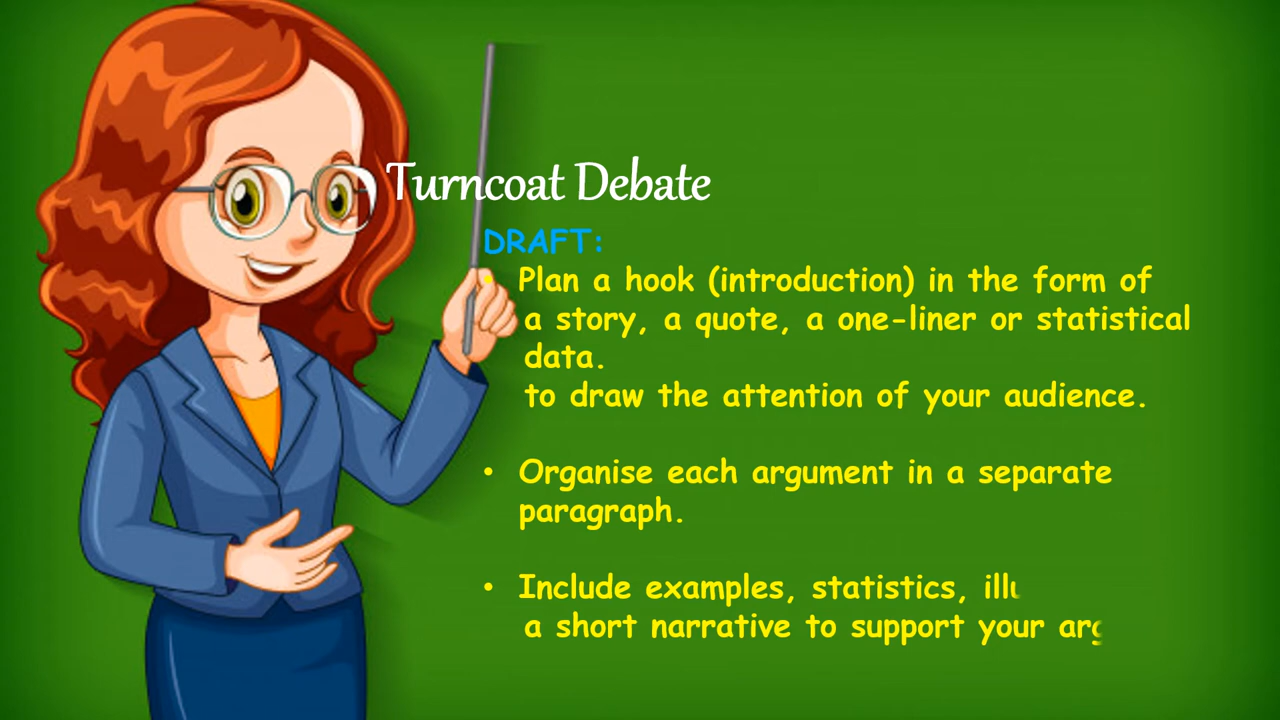 Turncoat Debate
DRAFT:
• Plan a hook (introduction) in the form of
a story, a quote, a one-liner or statistical
data.
to draw the attention of your audience.
• Organise each argument in a separate
paragraph.
• Include examples, statistics,
a short narrative to support your